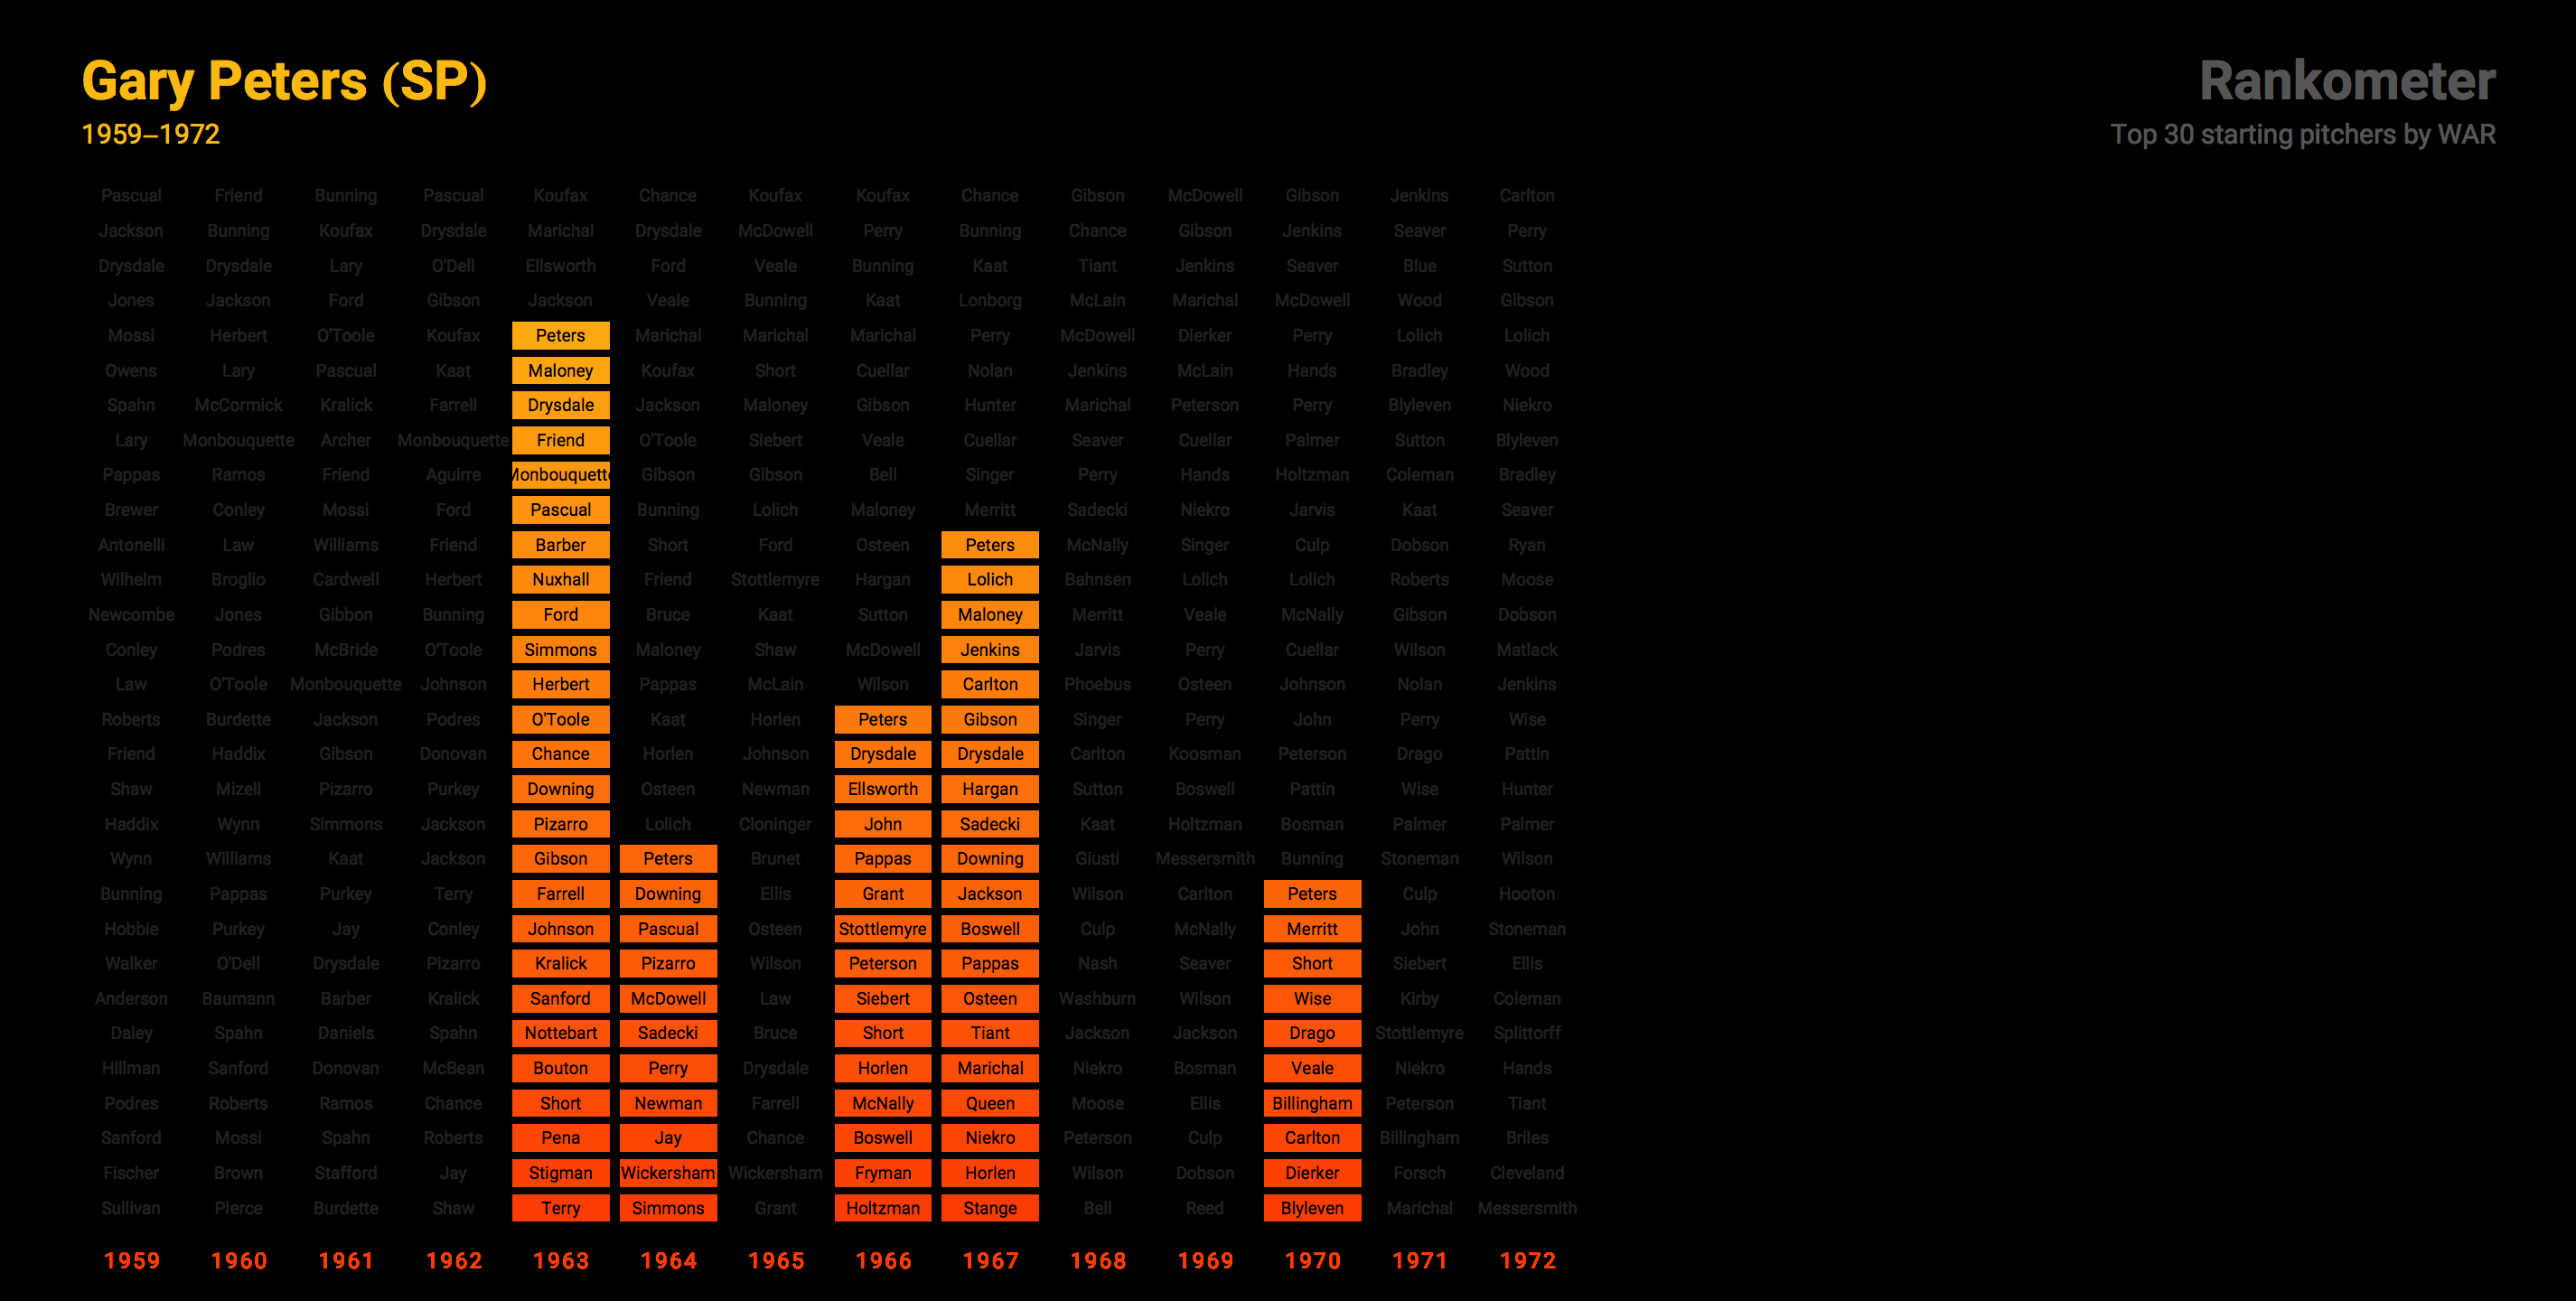 Gary Peters (SP)
1959–1972
Rankometer
Top 30 starting pitchers by WAR
Pascual Friend Bunning Pascual Koufax Chance Koufax Koufax Chance Gibson McDowell Gibson Jenkins Carlton
Jackson Bunning Koufax Drysdale Marichal Drysdale McDowell Perry Bunning Chance Gibson Jenkins Seaver Perry
Drysdale Drysdale Lary O'Dell Ellsworth Ford Veale Bunning Kaat Tiant Jenkins Seaver Blue Sutton
Jones Jackson Ford Gibson Jackson Veale Bunning Kaat Lonborg McLain Marichal McDowell Wood Gibson
Mossi Herbert O'Toole Koufax Peters Marichal Marichal Marichal Perry McDowell Dierker Perry Lolich Lolich
Owens Lary Pascual Kaat Maloney Koufax Short Cuellar Nolan Jenkins McLain Hands Bradley Wood
Spahn McCormick Kralick Farrell Drysdale Jackson Maloney Gibson Hunter Marichal Peterson Perry Blyleven Niekro
Lary Monbouquette Archer Monbouquette Friend O'Toole Siebert Veale Cuellar Seaver Cuellar Palmer Sutton Blyleven
Pappas Ramos Friend Aguirre Monbouquette Gibson Gibson Bell Singer Perry Hands Holtzman Coleman Bradley
Brewer Conley Mossi Ford Pascual Bunning Lolich Maloney Merritt Sadecki Niekro Jarvis Kaat Seaver
Antonelli Law Williams Friend Barber Short Ford Osteen Peters McNally Singer Culp Dobson Ryan
Wilhelm Broglio Cardwell Herbert Nuxhall Friend Stottlemyre Hargan Lolich Bahnsen Lolich Lolich Roberts Moose
Newcombe Jones Gibbon Bunning Ford Bruce Kaat Sutton Maloney Merritt Veale McNally Gibson Dobson
Conley Podres McBride O'Toole Simmons Maloney Shaw McDowell Jenkins Jarvis Perry Cuellar Wilson Matlack
Law O'Toole Monbouquette Johnson Herbert Pappas McLain Wilson Carlton Phoebus Osteen Johnson Nolan Jenkins
Roberts Burdette Jackson Podres O'Toole Kaat Horlen Peters Gibson Singer Perry John Perry Wise
Friend Haddix Gibson Donovan Chance Horlen Johnson Drysdale Drysdale Carlton Koosman Peterson Drago Pattin
Shaw Mizell Pizarro Purkey Downing Osteen Newman Ellsworth Hargan Sutton Boswell Pattin Wise Hunter
Haddix Wynn Simmons Jackson Pizarro Lolich Cloninger John Sadecki Kaat Holtzman Bosman Palmer Palmer
Wynn Williams Kaat Jackson Gibson Peters Brunet Pappas Downing Giusti Messersmith Bunning Stoneman Wilson
Bunning Pappas Purkey Terry Farrell Downing Ellis Grant Jackson Wilson Carlton Peters Culp Hooton
Hobbie Purkey Jay Conley Johnson Pascual Osteen Stottlemyre Boswell Culp McNally Merritt John Stoneman
Walker O'Dell Drysdale Pizarro Kralick Pizarro Wilson Peterson Pappas Nash Seaver Short Siebert Ellis
Anderson Baumann Barber Kralick Sanford McDowell Law Siebert Osteen Washburn Wilson Wise Kirby Coleman
Daley Spahn Daniels Spahn Nottebart Sadecki Bruce Short Tiant Jackson Jackson Drago Stottlemyre Splittorff
Hillman Sanford Donovan McBean Bouton Perry Drysdale Horlen Marichal Niekro Bosman Veale Niekro Hands
Podres Roberts Ramos Chance Short Newman Farrell McNally Queen Moose Ellis Billingham Peterson Tiant
Sanford Mossi Spahn Roberts Pena Jay Chance Boswell Niekro Peterson Culp Carlton Billingham Briles
Fischer Brown Stafford Jay Stigman Wickersham Wickersham Fryman Horlen Wilson Dobson Dierker Forsch Cleveland
Sullivan Pierce Burdette Shaw Terry Simmons Grant Holtzman Stange Bell Reed Blyleven Marichal Messersmith
1959 1960 1961 1962 1963 1964 1965 1966 1967 1968 1969 1970 1971 1972